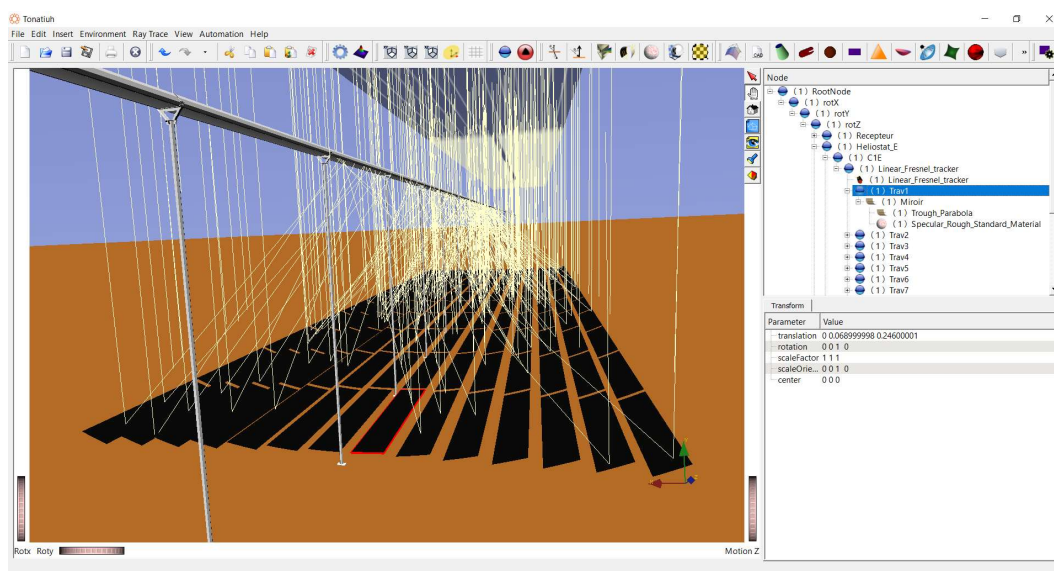 Tonatiuh
File Edit Insert Environment Ray Trace View Automation Help
CAD
»
Node
(1) RootNode
(1) rotX
(1) rotY
(1) rotZ
(1) Recepteur
(1) Heliostat_E
(1) C1E
(1) Linear_Fresnel_tracker
(1) Linear_Fresnel_tracker
(1) Trav1
(1) Miroir
(1) Trough_Parabola
(1) Specular_Rough_Standard_Material
(1) Trav2
(1) Trav3
(1) Trav4
(1) Trav5
(1) Trav6
(1) Trav7
Transform
Parameter Value
translation 0 0.068999998 0.24600001
rotation 0 0 1 0
scaleFactor 1 1 1
scaleOrie... 0 0 1 0
center 0 0 0
Rotx Roty Motion Z